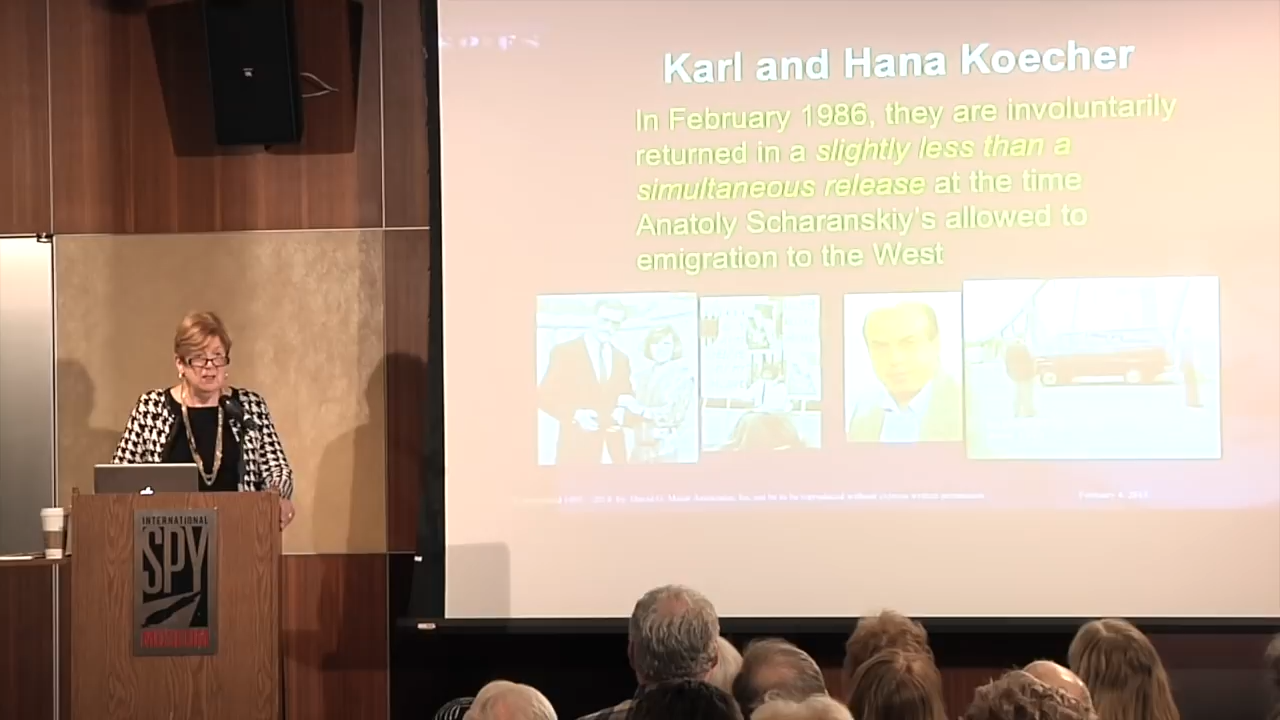 Karl and Hana Koecher
In February 1986, they are involuntarily
returned in a slightly less than a
simultaneous release at the time
Anatoly Scharanskiy's allowed to
emigration to the West
INTERNATIONAL
SPY
MUSEUM